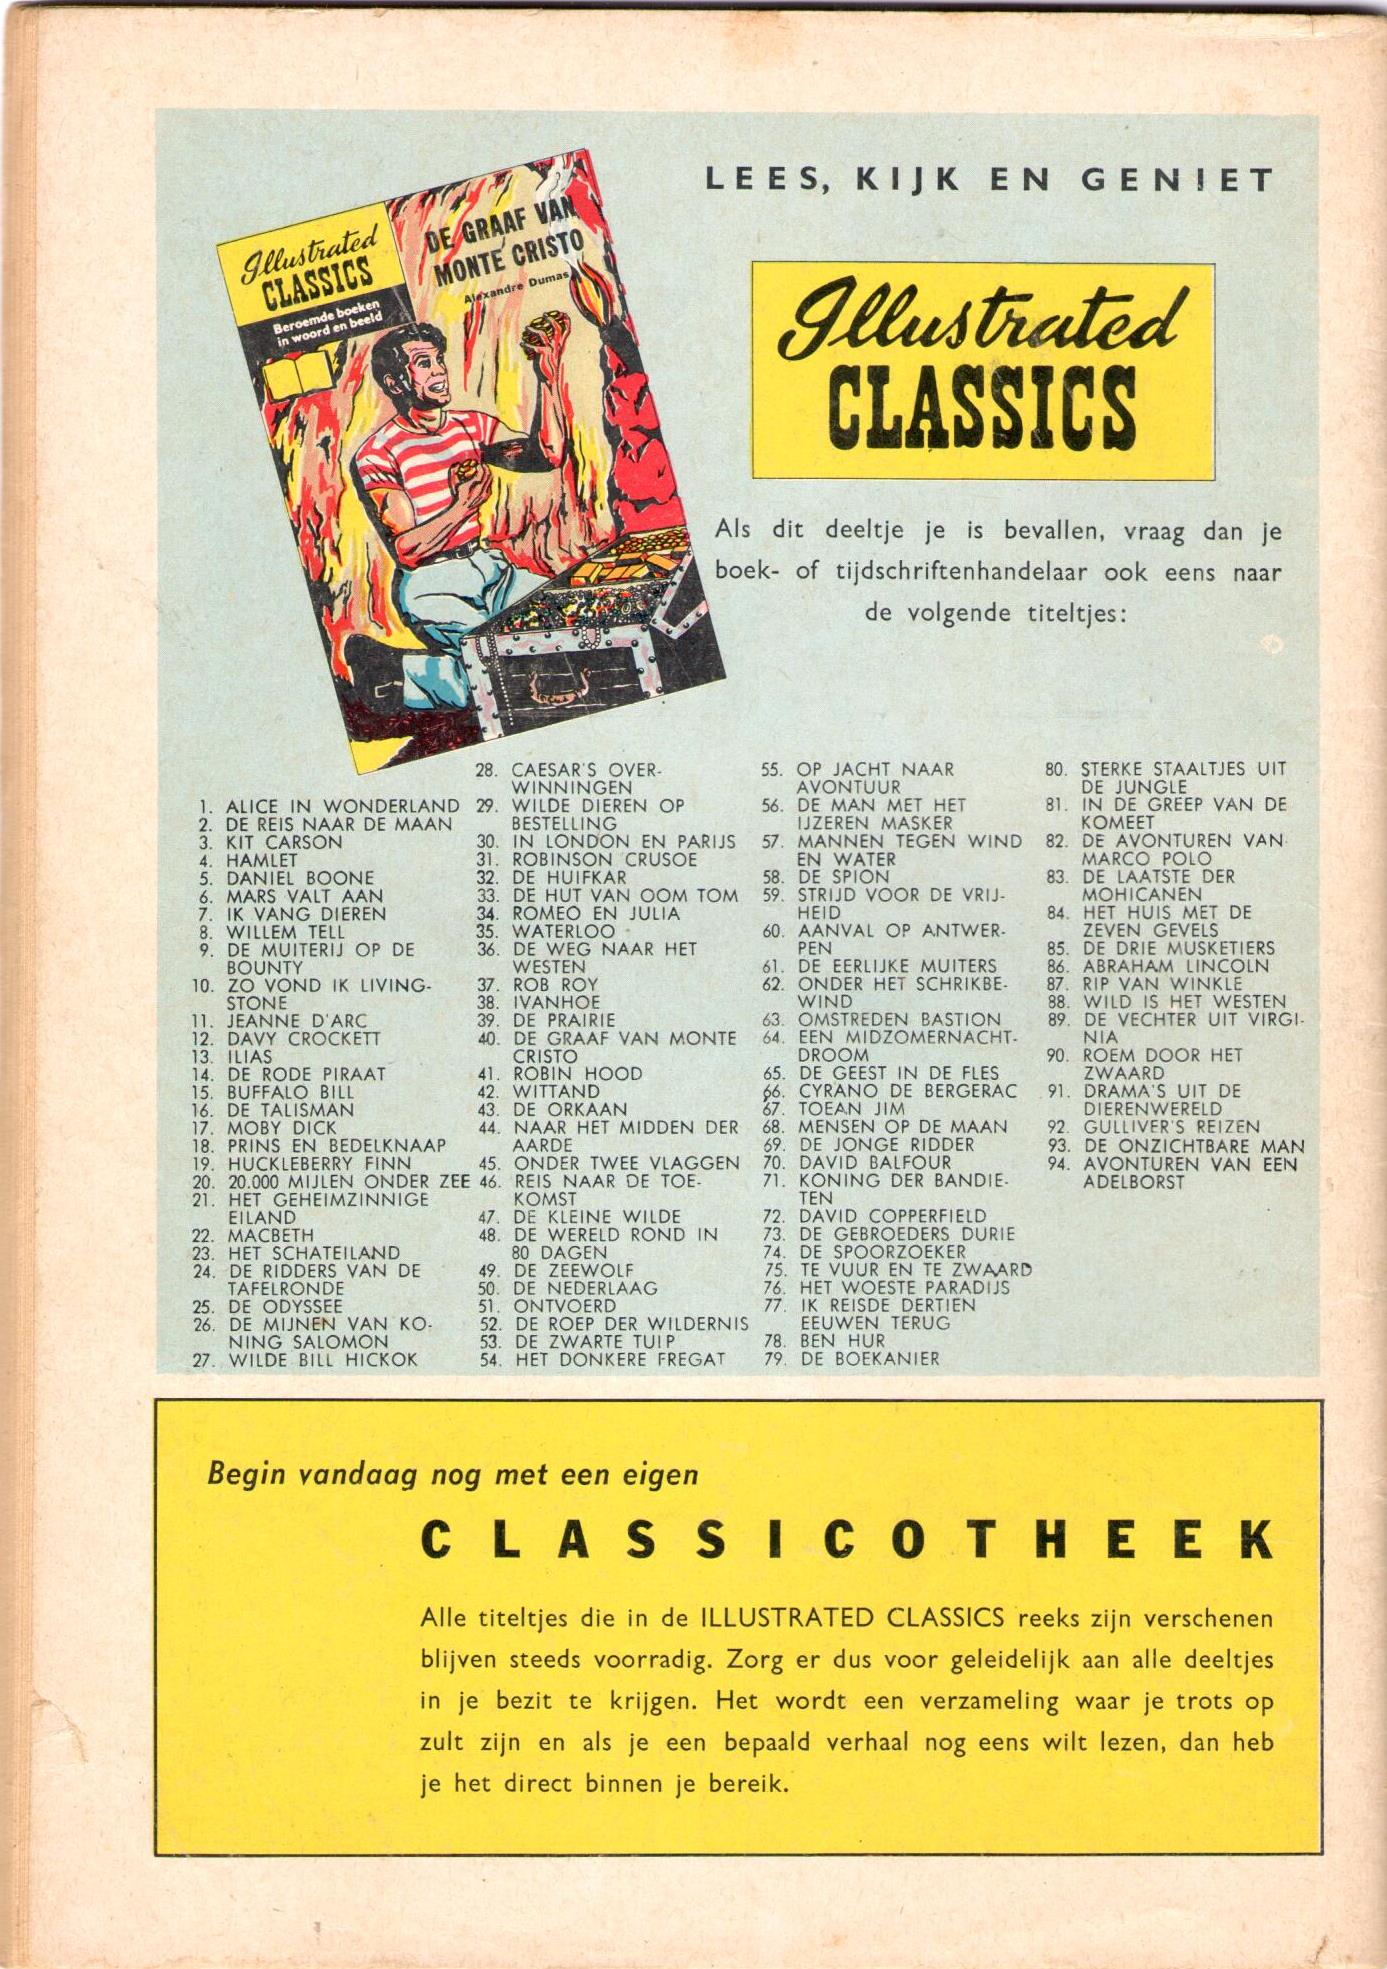 LEES, KIJK EN GENIET
Illustrated
CLASSICS
Beroemde boeken
in woord en beeld
DE GRAAF VAN
MONTE CRISTO
Alexandre Dumas
Illustrated
CLASSICS
Als dit deeltje je is bevallen, vraag dan je
boek- of tijdschriftenhandelaar ook eens naar
de volgende titeltjes:
1. ALICE IN WONDERLAND
2. DE REIS NAAR DE MAAN
3. KIT CARSON
4. HAMLET
5. DANIEL BOONE
6. MARS VALT AAN
7. IK VANG DIEREN
8. WILLEM TELL
9. DE MUITERIJ OP DE
BOUNTY
10. ZO VOND IK LIVING-
STONE
11. JEANNE D'ARC
12. DAVY CROCKETT
13. ILIAS
14. DE RODE PIRAAT
15. BUFFALO BILL
16. DE TALISMAN
17. MOBY DICK
18. PRINS EN BEDELKNAAP
19. HUCKLEBERRY FINN
20. 20.000 MIJLEN ONDER ZEE
21. HET GEHEIMZINNIGE
EILAND
22. MACBETH
23. HET SCHATEILAND
24. DE RIDDERS VAN DE
TAFELRONDE
25. DE ODYSSEE
26. DE MIJNEN VAN KO-
NING SALOMON
27. WILDE BILL HICKOK
28. CAESAR'S OVER-
WINNINGEN
29. WILDE DIEREN OP
BESTELLING
30. IN LONDON EN PARIJS
31. ROBINSON CRUSOE
32. DE HUIFKAR
33. DE HUT VAN OOM TOM
34. ROMEO EN JULIA
35. WATERLOO
36. DE WEG NAAR HET
WESTEN
37. ROB ROY
38. IVANHOE
39. DE PRAIRIE
40. DE GRAAF VAN MONTE
CRISTO
41. ROBIN HOOD
42. WITTAND
43. DE ORKAAN
44. NAAR HET MIDDEN DER
AARDE
45. ONDER TWEE VLAGGEN
46. REIS NAAR DE TOE-
KOMST
47. DE KLEINE WILDE
48. DE WERELD ROND IN
80 DAGEN
49. DE ZEEWOLF
50. DE NEDERLAAG
51. ONTVOERD
52. DE ROEP DER WILDERNIS
53. DE ZWARTE TULP
54. HET DONKERE FREGAT
55. OP JACHT NAAR
AVONTUUR
56. DE MAN MET HET
IJZEREN MASKER
57. MANNEN TEGEN WIND
EN WATER
58. DE SPION
59. STRIJD VOOR DE VRIJ-
HEID
60. AANVAL OP ANTWER-
PEN
61. DE EERLIJKE MUITERS
62. ONDER HET SCHRIKBE-
WIND
63. OMSTREDEN BASTION
64. EEN MIDZOMERNACHT-
DROOM
65. DE GEEST IN DE FLES
66. CYRANO DE BERGERAC
67. TOEAN JIM
68. MENSEN OP DE MAAN
69. DE JONGE RIDDER
70. DAVID BALFOUR
71. KONING DER BANDIE-
TEN
72. DAVID COPPERFIELD
73. DE GEBROEDERS DURIE
74. DE SPOORZOEKER
75. TE VUUR EN TE ZWAARD
76. HET WOESTE PARADIJS
77. IK REISDE DERTIEN
EEUWEN TERUG
78. BEN HUR
79. DE BOEKANIER
80. STERKE STAALTJES UIT
DE JUNGLE
81. IN DE GREEP VAN DE
KOMEET
82. DE AVONTUREN VAN
MARCO POLO
83. DE LAATSTE DER
MOHICANEN
84. HET HUIS MET DE
ZEVEN GEVELS
85. DE DRIE MUSKETIERS
86. ABRAHAM LINCOLN
87. RIP VAN WINKLE
88. WILD IS HET WESTEN
89. DE VECHTER UIT VIRGI-
NIA
90. ROEM DOOR HET
ZWAARD
91. DRAMA'S UIT DE
DIERENWERELD
92. GULLIVER'S REIZEN
93. DE ONZICHTBARE MAN
94. AVONTUREN VAN EEN
ADELBORST
Begin vandaag nog met een eigen
CLASSICOTHEEK
Alle titeltjes die in de ILLUSTRATED CLASSICS reeks zijn verschenen
blijven steeds voorradig. Zorg er dus voor geleidelijk aan alle deeltjes
in je bezit te krijgen. Het wordt een verzameling waar je trots op
zult zijn en als je een bepaald verhaal nog eens wilt lezen, dan heb
je het direct binnen je bereik.